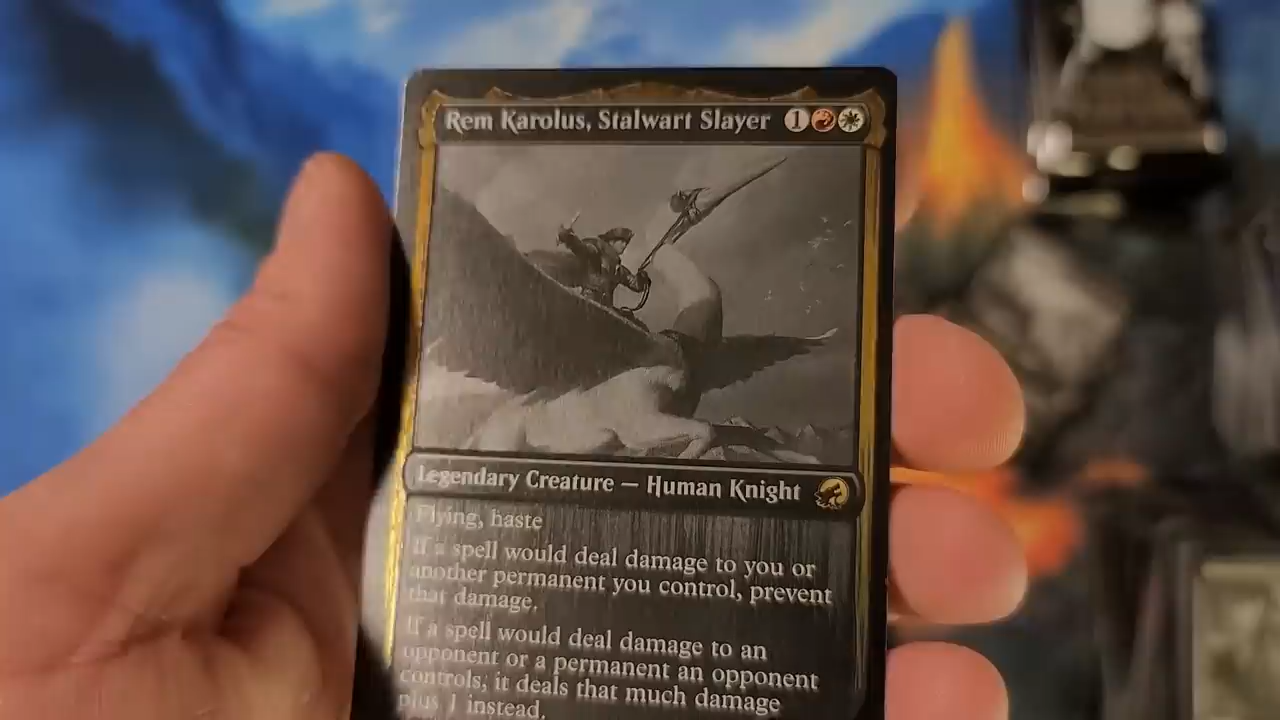 Rem Karolus, Stalwart Slayer 1
Legendary Creature — Human Knight
Flying, haste
If a spell would deal damage to you or
another permanent you control, prevent
that damage.
If a spell would deal damage to an
opponent or a permanent an opponent
controls, it deals that much damage
plus 1 instead.